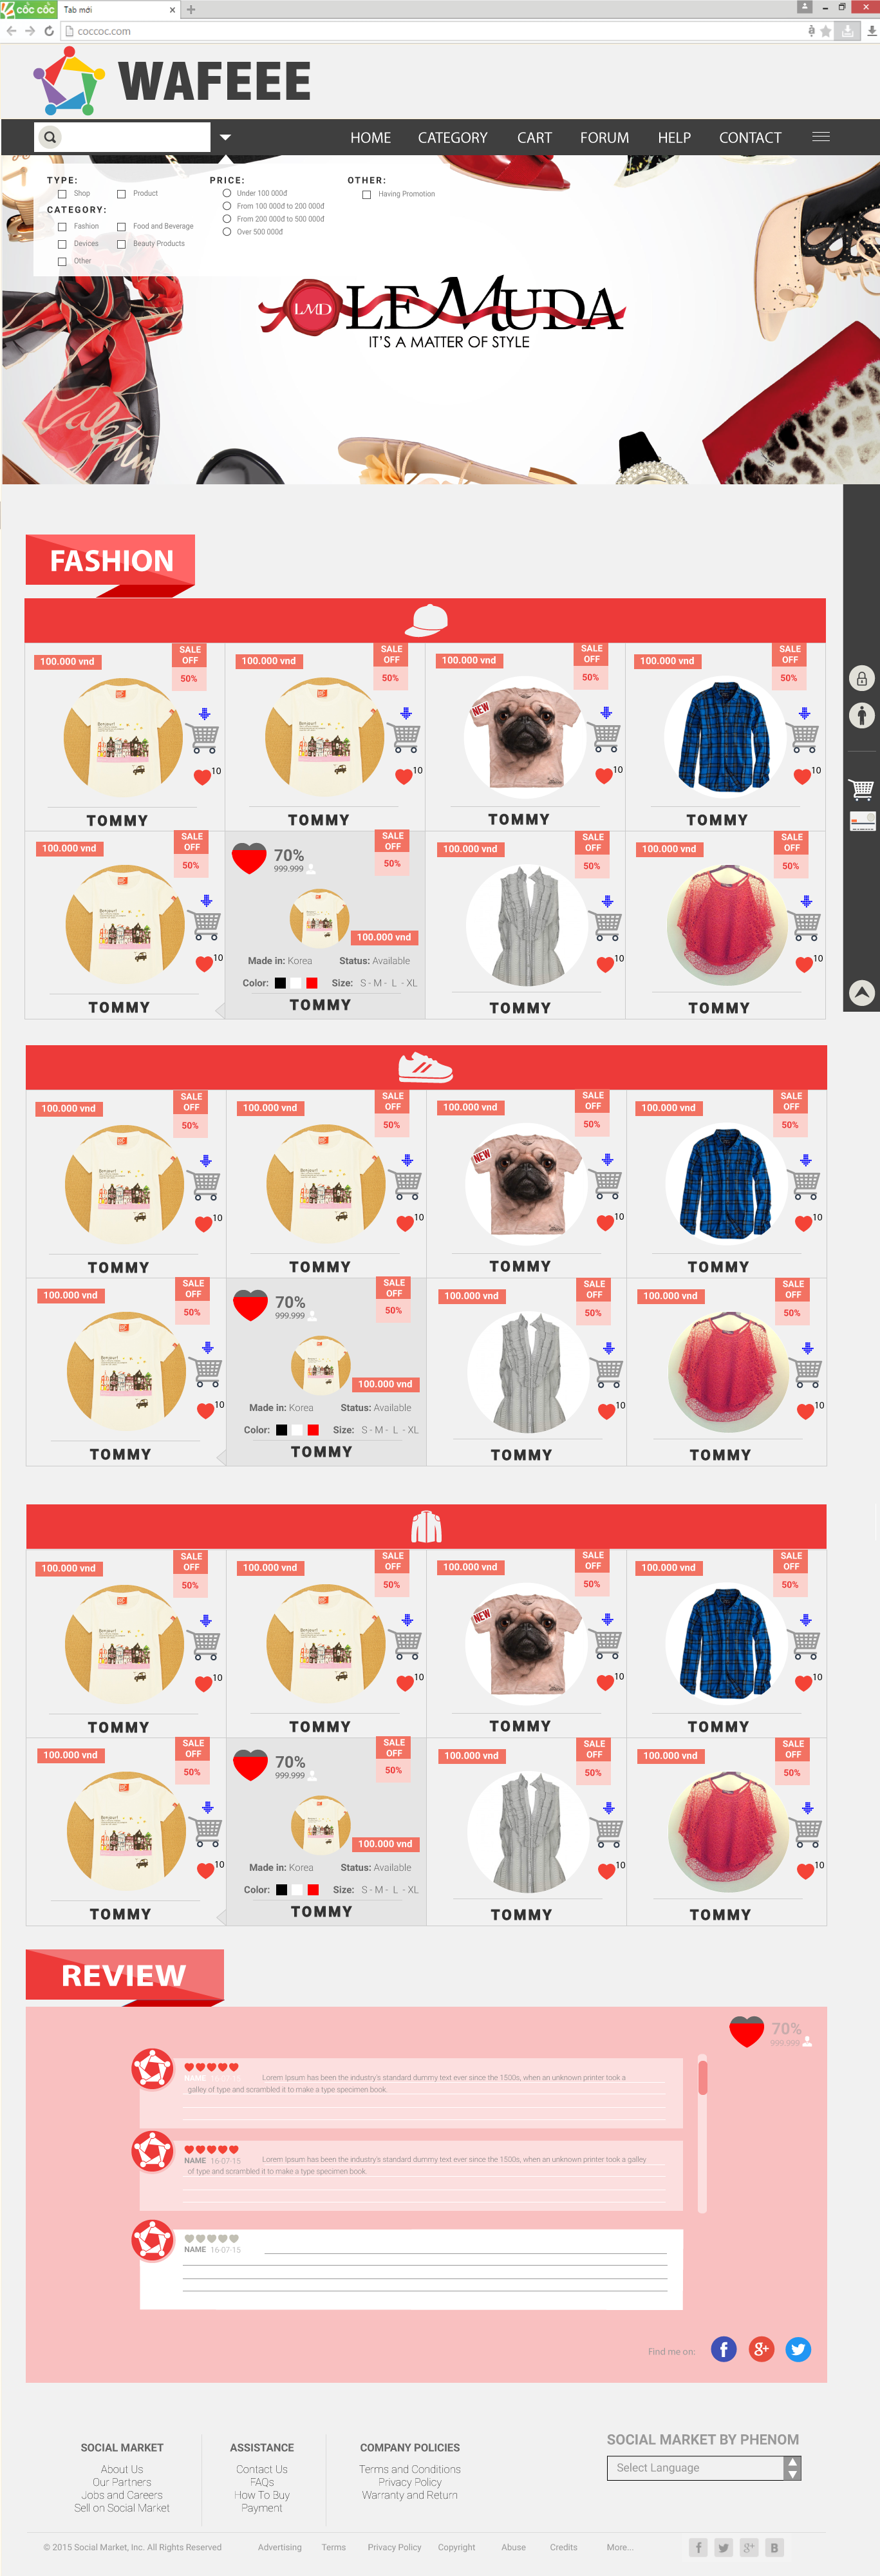 cốc cốc Tab mới
coccoc.com
WAFEEE
HOME CATEGORY CART FORUM HELP CONTACT
TYPE: PRICE: OTHER:
Shop Product Under 100 000đ Having Promotion
From 100 000đ to 200 000đ
CATEGORY:
From 200 000đ to 500 000đ
Fashion Food and Beverage Over 500 000đ
Devices Beauty Products
Other
LMD LEMUDA
IT'S A MATTER OF STYLE
Valentin
FASHION
100.000 vnd SALE OFF 50% 100.000 vnd SALE OFF 50% 100.000 vnd SALE OFF 50% 100.000 vnd SALE OFF 50%
Bonjour! Bonjour! NEW
10 10 10 10
TOMMY TOMMY TOMMY TOMMY
100.000 vnd SALE OFF 50% 70% SALE OFF 50% 100.000 vnd SALE OFF 50% 100.000 vnd SALE OFF 50%
999.999
Bonjour! 100.000 vnd
10 Made in: Korea Status: Available 10 10
Color: Size: S - M - L - XL
TOMMY TOMMY TOMMY TOMMY
100.000 vnd SALE OFF 50% 100.000 vnd SALE OFF 50% 100.000 vnd SALE OFF 50% 100.000 vnd SALE OFF 50%
Bonjour! Bonjour! NEW
10 10 10 10
TOMMY TOMMY TOMMY TOMMY
100.000 vnd SALE OFF 50% 70% SALE OFF 50% 100.000 vnd SALE OFF 50% 100.000 vnd SALE OFF 50%
999.999
Bonjour! 100.000 vnd
10 Made in: Korea Status: Available 10 10
Color: Size: S - M - L - XL
TOMMY TOMMY TOMMY TOMMY
100.000 vnd SALE OFF 50% 100.000 vnd SALE OFF 50% 100.000 vnd SALE OFF 50% 100.000 vnd SALE OFF 50%
Bonjour! Bonjour! NEW
10 10 10 10
TOMMY TOMMY TOMMY TOMMY
100.000 vnd SALE OFF 50% 70% SALE OFF 50% 100.000 vnd SALE OFF 50% 100.000 vnd SALE OFF 50%
999.999
Bonjour! 100.000 vnd
10 Made in: Korea Status: Available 10 10
Color: Size: S - M - L - XL
TOMMY TOMMY TOMMY TOMMY
REVIEW
70%
999.999
NAME 16-07-15 Lorem Ipsum has been the industry's standard dummy text ever since the 1500s, when an unknown printer took a
galley of type and scrambled it to make a type specimen book.
NAME 16-07-15 Lorem Ipsum has been the industry's standard dummy text ever since the 1500s, when an unknown printer took a galley
of type and scrambled it to make a type specimen book.
NAME 16-07-15
Find me on: f g+
SOCIAL MARKET BY PHENOM
SOCIAL MARKET ASSISTANCE COMPANY POLICIES
Select Language
About Us Contact Us Terms and Conditions
Our Partners FAQs Privacy Policy
Jobs and Careers How To Buy Warranty and Return
Sell on Social Market Payment
© 2015 Social Market, Inc. All Rights Reserved Advertising Terms Privacy Policy Copyright Abuse Credits More... f g+ B